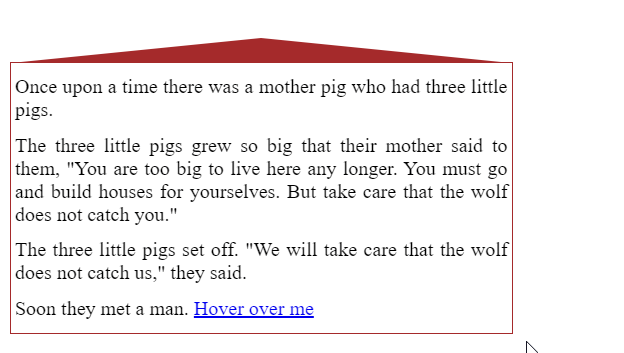 Once upon a time there was a mother pig who had three little
pigs.
The three little pigs grew so big that their mother said to
them, "You are too big to live here any longer. You must go
and build houses for yourselves. But take care that the wolf
does not catch you."
The three little pigs set off. "We will take care that the wolf
does not catch us," they said.
Soon they met a man. Hover over me